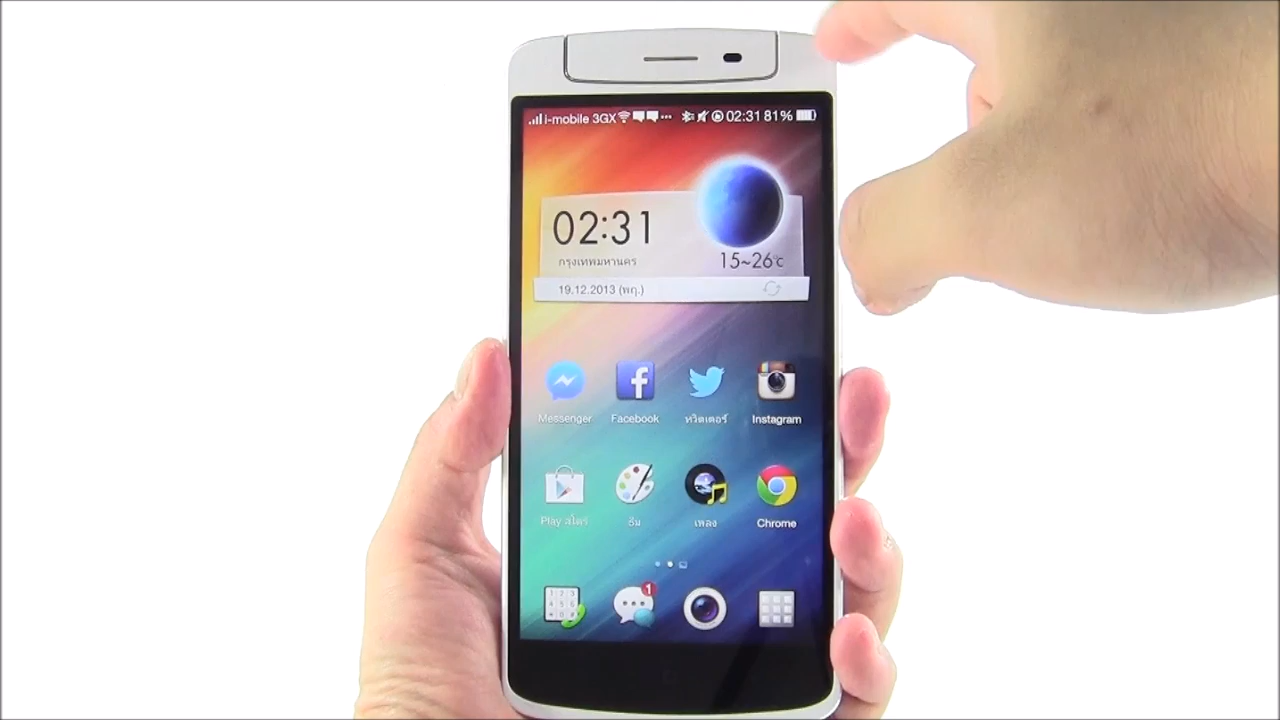 i-mobile 3GX 02:31 81%
02:31
กรุงเทพมหานคร 15~26℃
19.12.2013 (พฤ.)
Messenger Facebook ทวิตเตอร์ Instagram
Play สโตร์ ธีม เพลง Chrome
1